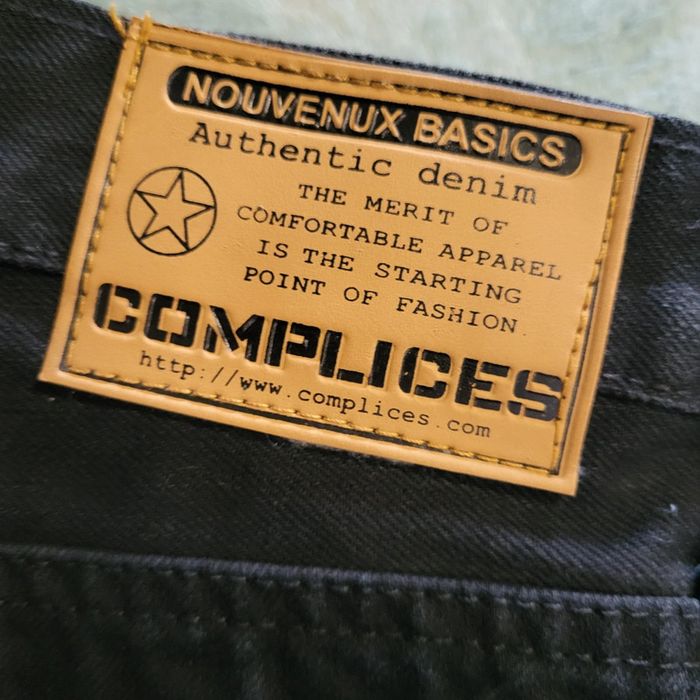 NOUVENUX BASICS
Authentic denim
THE MERIT OF
COMFORTABLE APPAREL
IS THE STARTING
POINT OF FASHION.
COMPLICES
http://www.complices.com